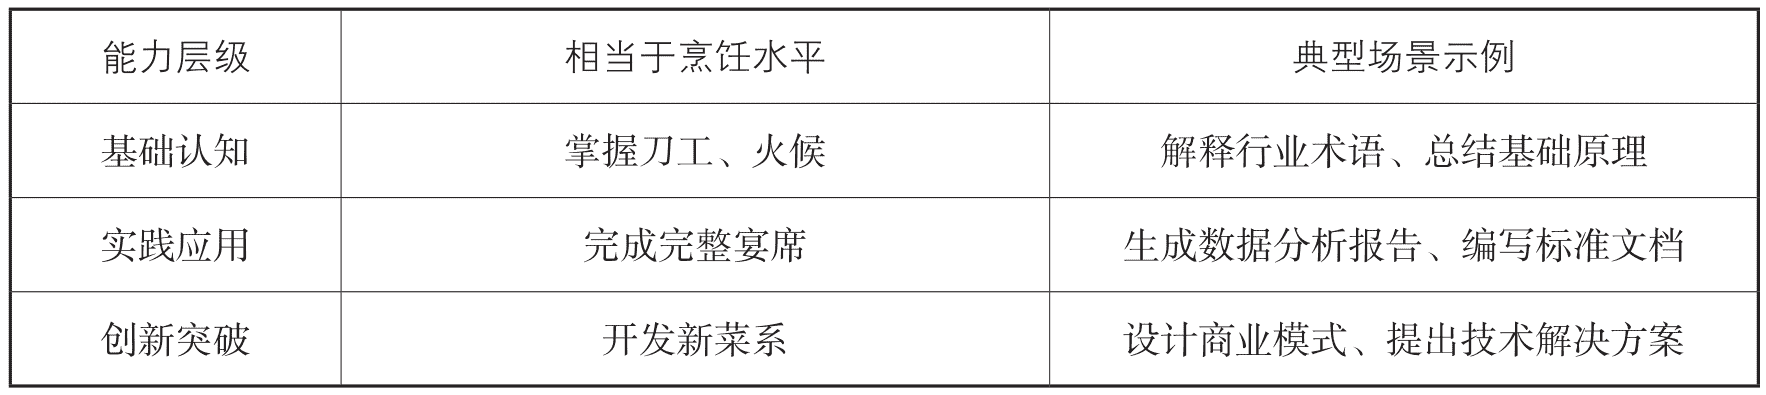 能力层级 相当于烹饪水平 典型场景示例
基础认知 掌握刀工、火候 解释行业术语、总结基础原理
实践应用 完成完整宴席 生成数据分析报告、编写标准文档
创新突破 开发新菜系 设计商业模式、提出技术解决方案